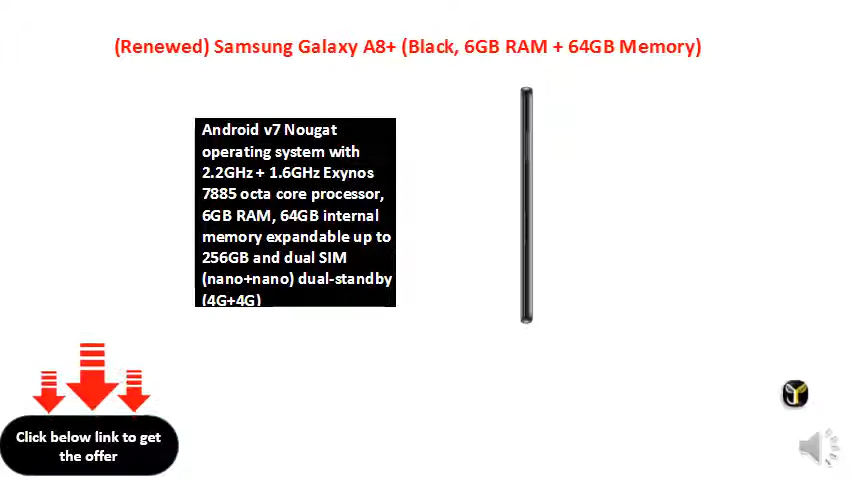 (Renewed) Samsung Galaxy A8+ (Black, 6GB RAM + 64GB Memory)
Android v7 Nougat
operating system with
2.2GHz + 1.6GHz Exynos
7885 octa core processor,
6GB RAM, 64GB internal
memory expandable up to
256GB and dual SIM
(nano+nano) dual-standby
(4G+4G)
Click below link to get
the offer